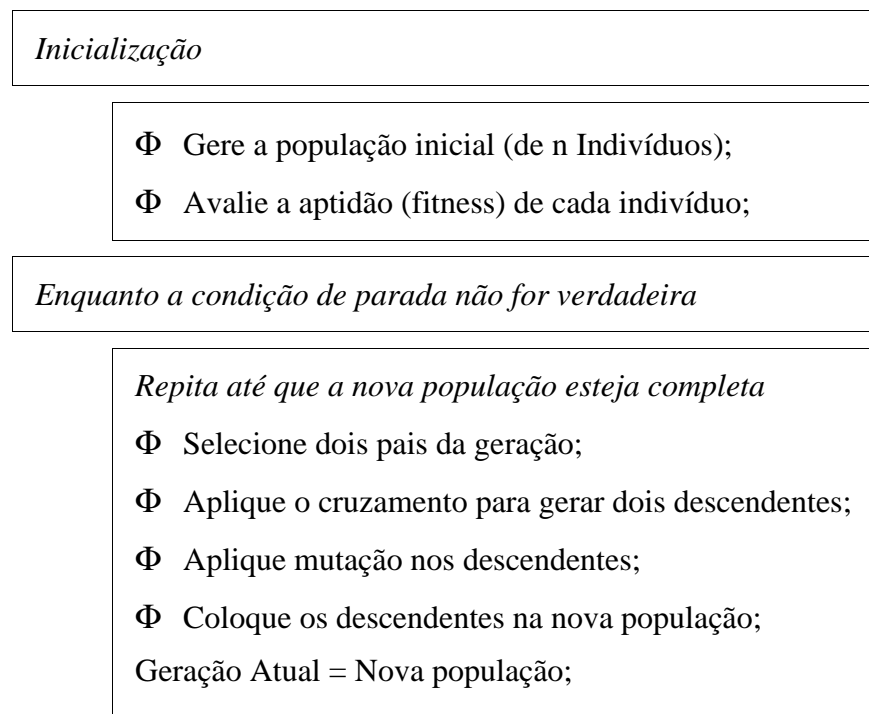 Inicialização
Φ Gere a população inicial (de n Indivíduos);
Φ Avalie a aptidão (fitness) de cada indivíduo;
Enquanto a condição de parada não for verdadeira
Repita até que a nova população esteja completa
Φ Selecione dois pais da geração;
Φ Aplique o cruzamento para gerar dois descendentes;
Φ Aplique mutação nos descendentes;
Φ Coloque os descendentes na nova população;
Geração Atual = Nova população;